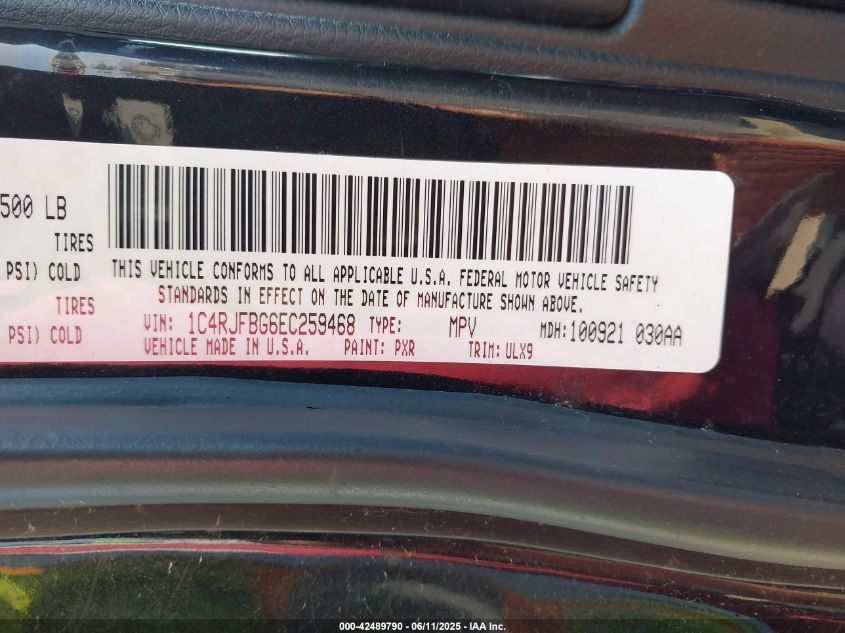 500 LB
TIRES
PSI) COLD
TIRES
PSI) COLD
THIS VEHICLE CONFORMS TO ALL APPLICABLE U.S.A. FEDERAL MOTOR VEHICLE SAFETY
STANDARDS IN EFFECT ON THE DATE OF MANUFACTURE SHOWN ABOVE.
VIN: 1C4RJFBG6EC259468 TYPE: MPV MDH: 100921 030AA
VEHICLE MADE IN U.S.A. PAINT: PXR TRIM: ULX9
000-42489790 - 06/11/2025 - IAA Inc.